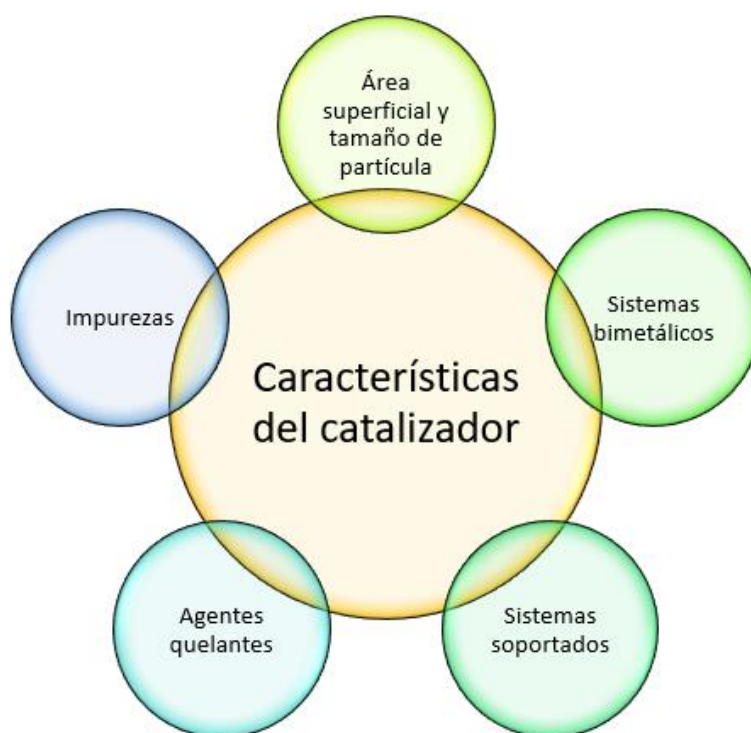 Área
superficial y
tamaño de
partícula
Impurezas
Sistemas
bimetálicos
Características
del catalizador
Agentes
quelantes
Sistemas
soportados